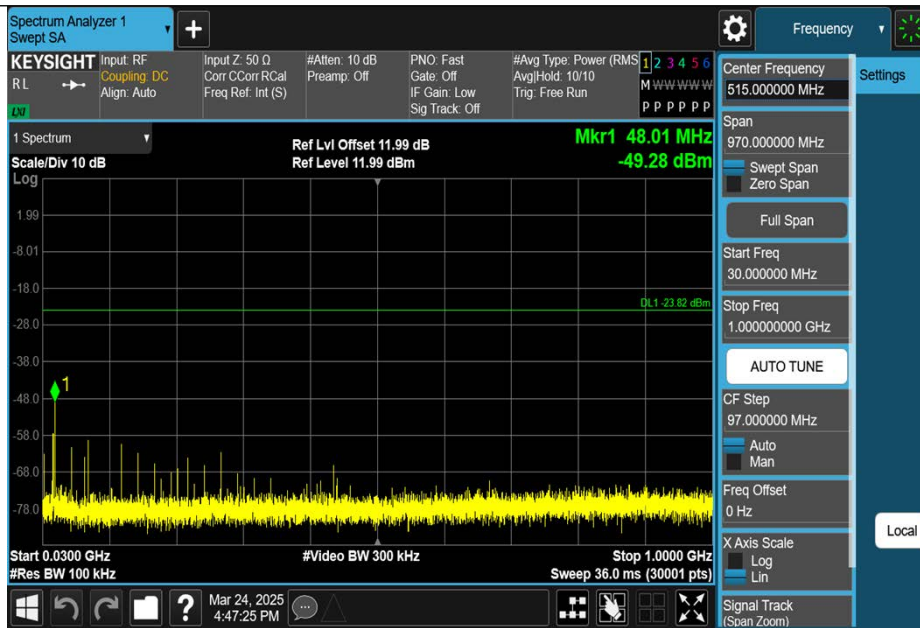 Spectrum Analyzer 1
Swept SA
+
Frequency
KEYSIGHT
R L
LXI
Input: RF
Coupling: DC
Align: Auto
Input Z: 50 Ω
Corr CCorr RCal
Freq Ref: Int (S)
#Atten: 10 dB
Preamp: Off
PNO: Fast
Gate: Off
IF Gain: Low
Sig Track: Off
#Avg Type: Power (RMS
Avg|Hold: 10/10
Trig: Free Run
1 2 3 4 5 6
M W W W W W
P P P P P P
Center Frequency
515.000000 MHz
Settings
Span
970.000000 MHz
Swept Span
Zero Span
Full Span
Start Freq
30.000000 MHz
Stop Freq
1.000000000 GHz
AUTO TUNE
CF Step
97.000000 MHz
Auto
Man
Freq Offset
0 Hz
X Axis Scale
Log
Lin
Signal Track
(Span Zoom)
Local
1 Spectrum
Scale/Div 10 dB
Log
Ref Lvl Offset 11.99 dB
Ref Level 11.99 dBm
Mkr1 48.01 MHz
-49.28 dBm
1.99
-8.01
-18.0
DL1 -23.82 dBm
-28.0
-38.0
1
-48.0
-58.0
-68.0
-78.0
Start 0.0300 GHz
#Res BW 100 kHz
#Video BW 300 kHz
Stop 1.0000 GHz
Sweep 36.0 ms (30001 pts)
?
Mar 24, 2025
4:47:25 PM